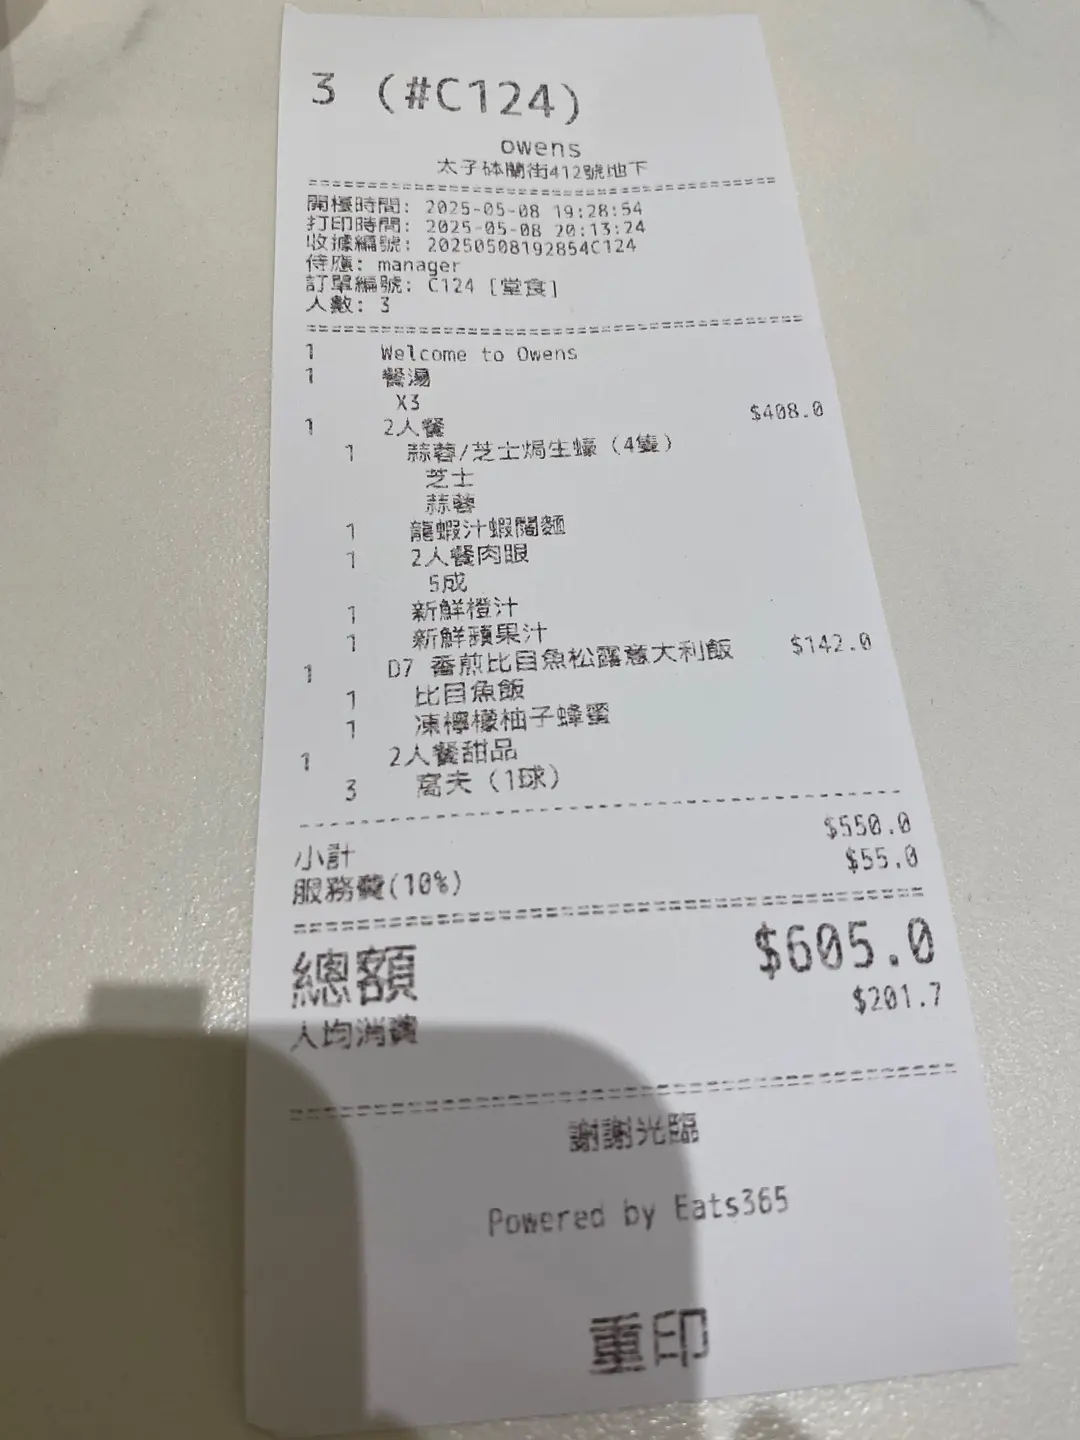 3 (#C124)
owens
太子砵蘭街412號地下
開檯時間: 2025-05-08 19:28:54
打印時間: 2025-05-08 20:13:24
收據編號: 20250508192854C124
侍應: manager
訂單編號: C124 [堂食]
人數: 3
1 Welcome to Owens
1 餐湯
X3
1 2人餐 $408.0
1 蒜蓉/芝士焗生蠔 (4隻)
芝士
蒜蓉
1 龍蝦汁蝦闊麵
1 2人餐肉眼
5成
1 新鮮橙汁
1 新鮮蘋果汁
1 D7 香煎比目魚松露意大利飯 $142.0
1 比目魚飯
1 凍檸檬柚子蜂蜜
1 2人餐甜品
3 窩夫 (1球)
小計 $550.0
服務費(10%) $55.0
總額 $605.0
人均消費 $201.7
謝謝光臨
Powered by Eats365
重印